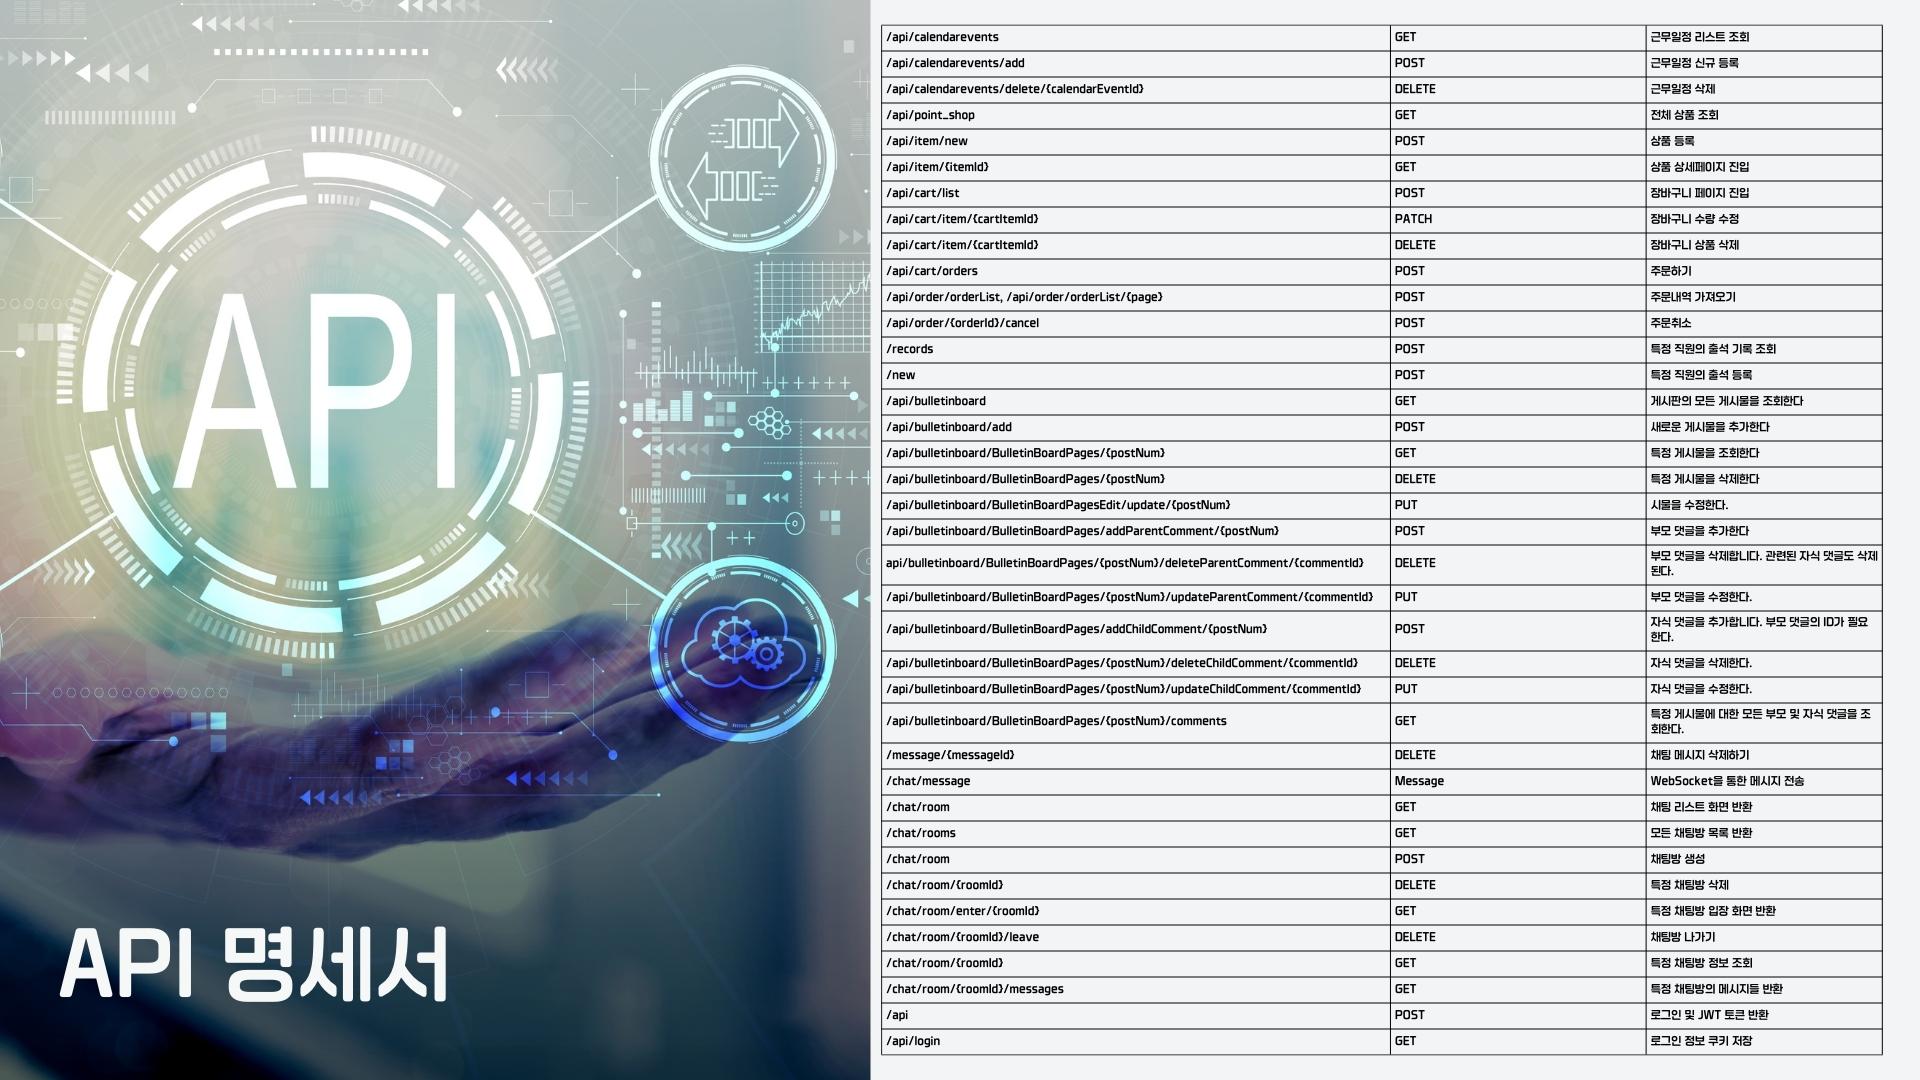 API
API 명세서
/api/calendarevents GET 근무일정 리스트 조회
/api/calendarevents/add POST 근무일정 신규 등록
/api/calendarevents/delete/{calendarEventId} DELETE 근무일정 삭제
/api/point_shop GET 전체 상품 조회
/api/item/new POST 상품 등록
/api/item/{itemId} GET 상품 상세페이지 진입
/api/cart/list POST 장바구니 페이지 진입
/api/cart/item/{cartItemId} PATCH 장바구니 수량 수정
/api/cart/item/{cartItemId} DELETE 장바구니 상품 삭제
/api/cart/orders POST 주문하기
/api/order/orderList, /api/order/orderList/{page} POST 주문내역 가져오기
/api/order/{orderId}/cancel POST 주문취소
/records POST 특정 직원의 출석 기록 조회
/new POST 특정 직원의 출석 등록
/api/bulletinboard GET 게시판의 모든 게시물을 조회한다
/api/bulletinboard/add POST 새로운 게시물을 추가한다
/api/bulletinboard/BulletinBoardPages/{postNum} GET 특정 게시물을 조회한다
/api/bulletinboard/BulletinBoardPages/{postNum} DELETE 특정 게시물을 삭제한다
/api/bulletinboard/BulletinBoardPagesEdit/update/{postNum} PUT 시물을 수정한다.
/api/bulletinboard/BulletinBoardPages/addParentComment/{postNum} POST 부모 댓글을 추가한다
api/bulletinboard/BulletinBoardPages/{postNum}/deleteParentComment/{commentId} DELETE 부모 댓글을 삭제합니다. 관련된 자식 댓글도 삭제
된다.
/api/bulletinboard/BulletinBoardPages/{postNum}/updateParentComment/{commentId} PUT 부모 댓글을 수정한다.
/api/bulletinboard/BulletinBoardPages/addChildComment/{postNum} POST 자식 댓글을 추가합니다. 부모 댓글의 ID가 필요
한다.
/api/bulletinboard/BulletinBoardPages/{postNum}/deleteChildComment/{commentId} DELETE 자식 댓글을 삭제한다.
/api/bulletinboard/BulletinBoardPages/{postNum}/updateChildComment/{commentId} PUT 자식 댓글을 수정한다.
/api/bulletinboard/BulletinBoardPages/{postNum}/comments GET 특정 게시물에 대한 모든 부모 및 자식 댓글을 조
회한다.
/message/{messageId} DELETE 채팅 메시지 삭제하기
/chat/message Message WebSocket을 통한 메시지 전송
/chat/room GET 채팅 리스트 화면 반환
/chat/rooms GET 모든 채팅방 목록 반환
/chat/room POST 채팅방 생성
/chat/room/{roomId} DELETE 특정 채팅방 삭제
/chat/room/enter/{roomId} GET 특정 채팅방 입장 화면 반환
/chat/room/{roomId}/leave DELETE 채팅방 나가기
/chat/room/{roomId} GET 특정 채팅방 정보 조회
/chat/room/{roomId}/messages GET 특정 채팅방의 메시지들 반환
/api POST 로그인 및 JWT 토큰 반환
/api/login GET 로그인 정보 쿠키 저장